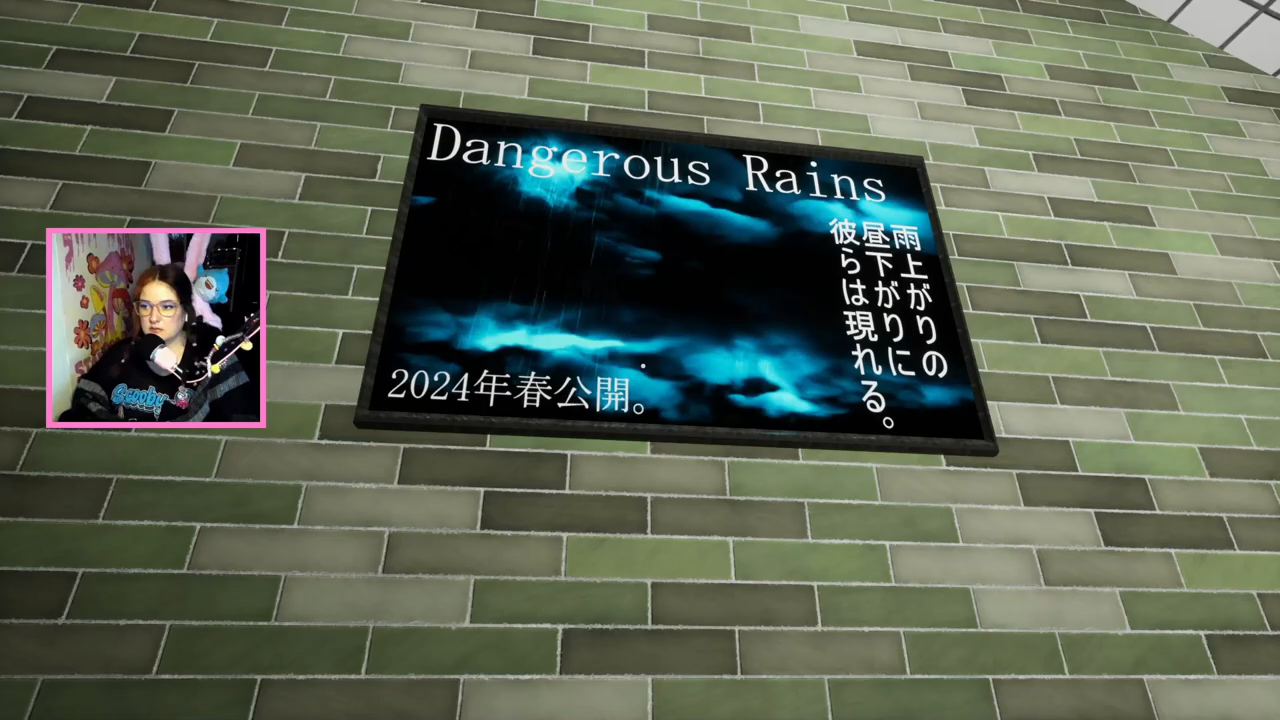 Dangerous Rains
雨上がりの
昼下がりに
彼らは現れる。
2024年春公開。
Scooby